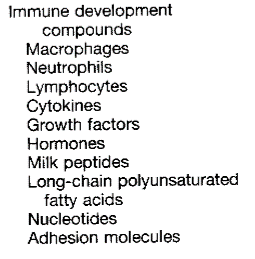 Immune development
compounds
Macrophages
Neutrophils
Lymphocytes
Cytokines
Growth factors
Hormones
Milk peptides
Long-chain polyunsaturated
fatty acids
Nucleotides
Adhesion molecules